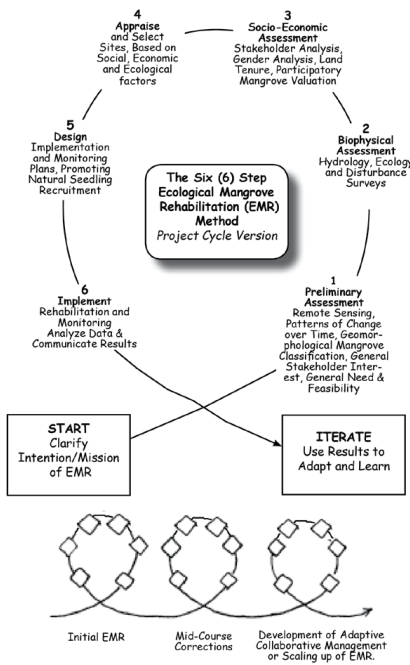 4
Appraise
and Select
Sites, Based on
Social, Economic
and Ecological
factors
3
Socio-Economic
Assessment
Stakeholder Analysis,
Gender Analysis, Land
Tenure, Participatory
Mangrove Valuation
5
Design
Implementation
and Monitoring
Plans, Promoting
Natural Seedling
Recruitment
2
Biophysical
Assessment
Hydrology, Ecology
and Disturbance
Surveys
The Six (6) Step
Ecological Mangrove
Rehabilitation (EMR)
Method
Project Cycle Version
6
Implement
Rehabilitation and
Monitoring
Analyze Data &
Communicate Results
1
Preliminary
Assessment
Remote Sensing,
Patterns of Change
over Time, Geomor-
phological Mangrove
Classification, General
Stakeholder Inter-
est, General Need &
Feasibility
START
Clarify
Intention/Mission
of EMR
ITERATE
Use Results to
Adapt and Learn
Initial EMR
Mid-Course
Corrections
Development of Adaptive
Collaborative Management
or Scaling up of EMR.